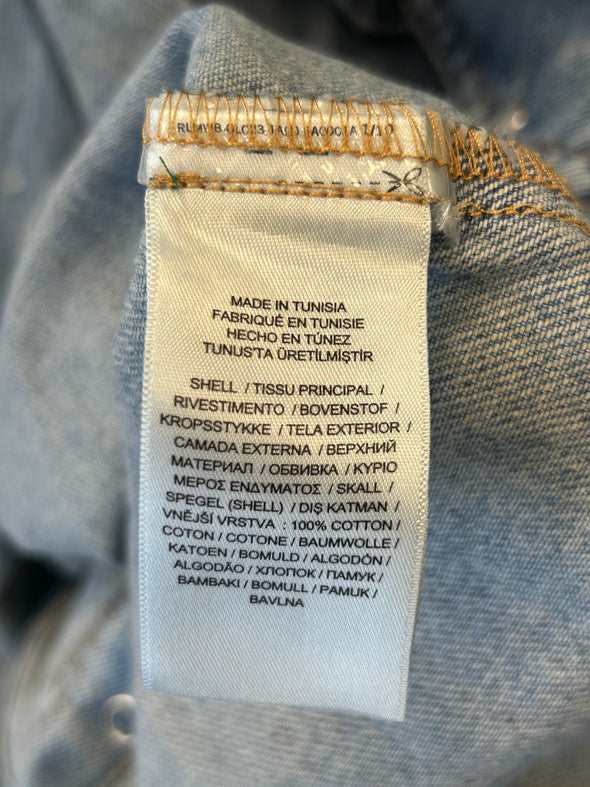 MADE IN TUNISIA
FABRIQUÉ EN TUNISIE
HECHO EN TÚNEZ
TUNUS'TA ÜRETİLMİŞTİR
SHELL / TISSU PRINCIPAL /
RIVESTIMENTO / BOVENSTOF /
KROPSSTYKKE / TELA EXTERIOR /
CAMADA EXTERNA / ВЕРХНИЙ
МАТЕРИАЛ / ОБВИВКА / ΚΥΡΙΟ
ΜΕΡΟΣ ΕΝΔΥΜΑΤΟΣ / SKALL /
SPEGEL (SHELL) / DIŞ KATMAN /
VNĚJŠÍ VRSTVA : 100% COTTON /
COTON / COTONE / BAUMWOLLE /
KATOEN / BOMULD / ALGODÓN /
ALGODÃO / ХЛОПОК / ПАМУК /
BAMBAKI / BOMULL / PAMUK /
BAVLNA